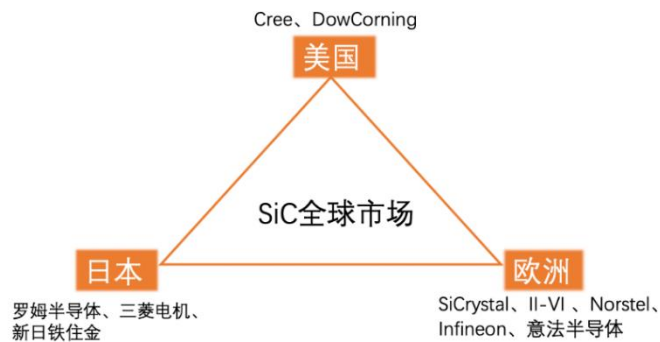 Cree、DowCorning
美国
SiC全球市场
日本
欧洲
罗姆半导体、三菱电机、
新日铁住金
SiCrystal、II-VI 、Norstel、
Infineon、意法半导体